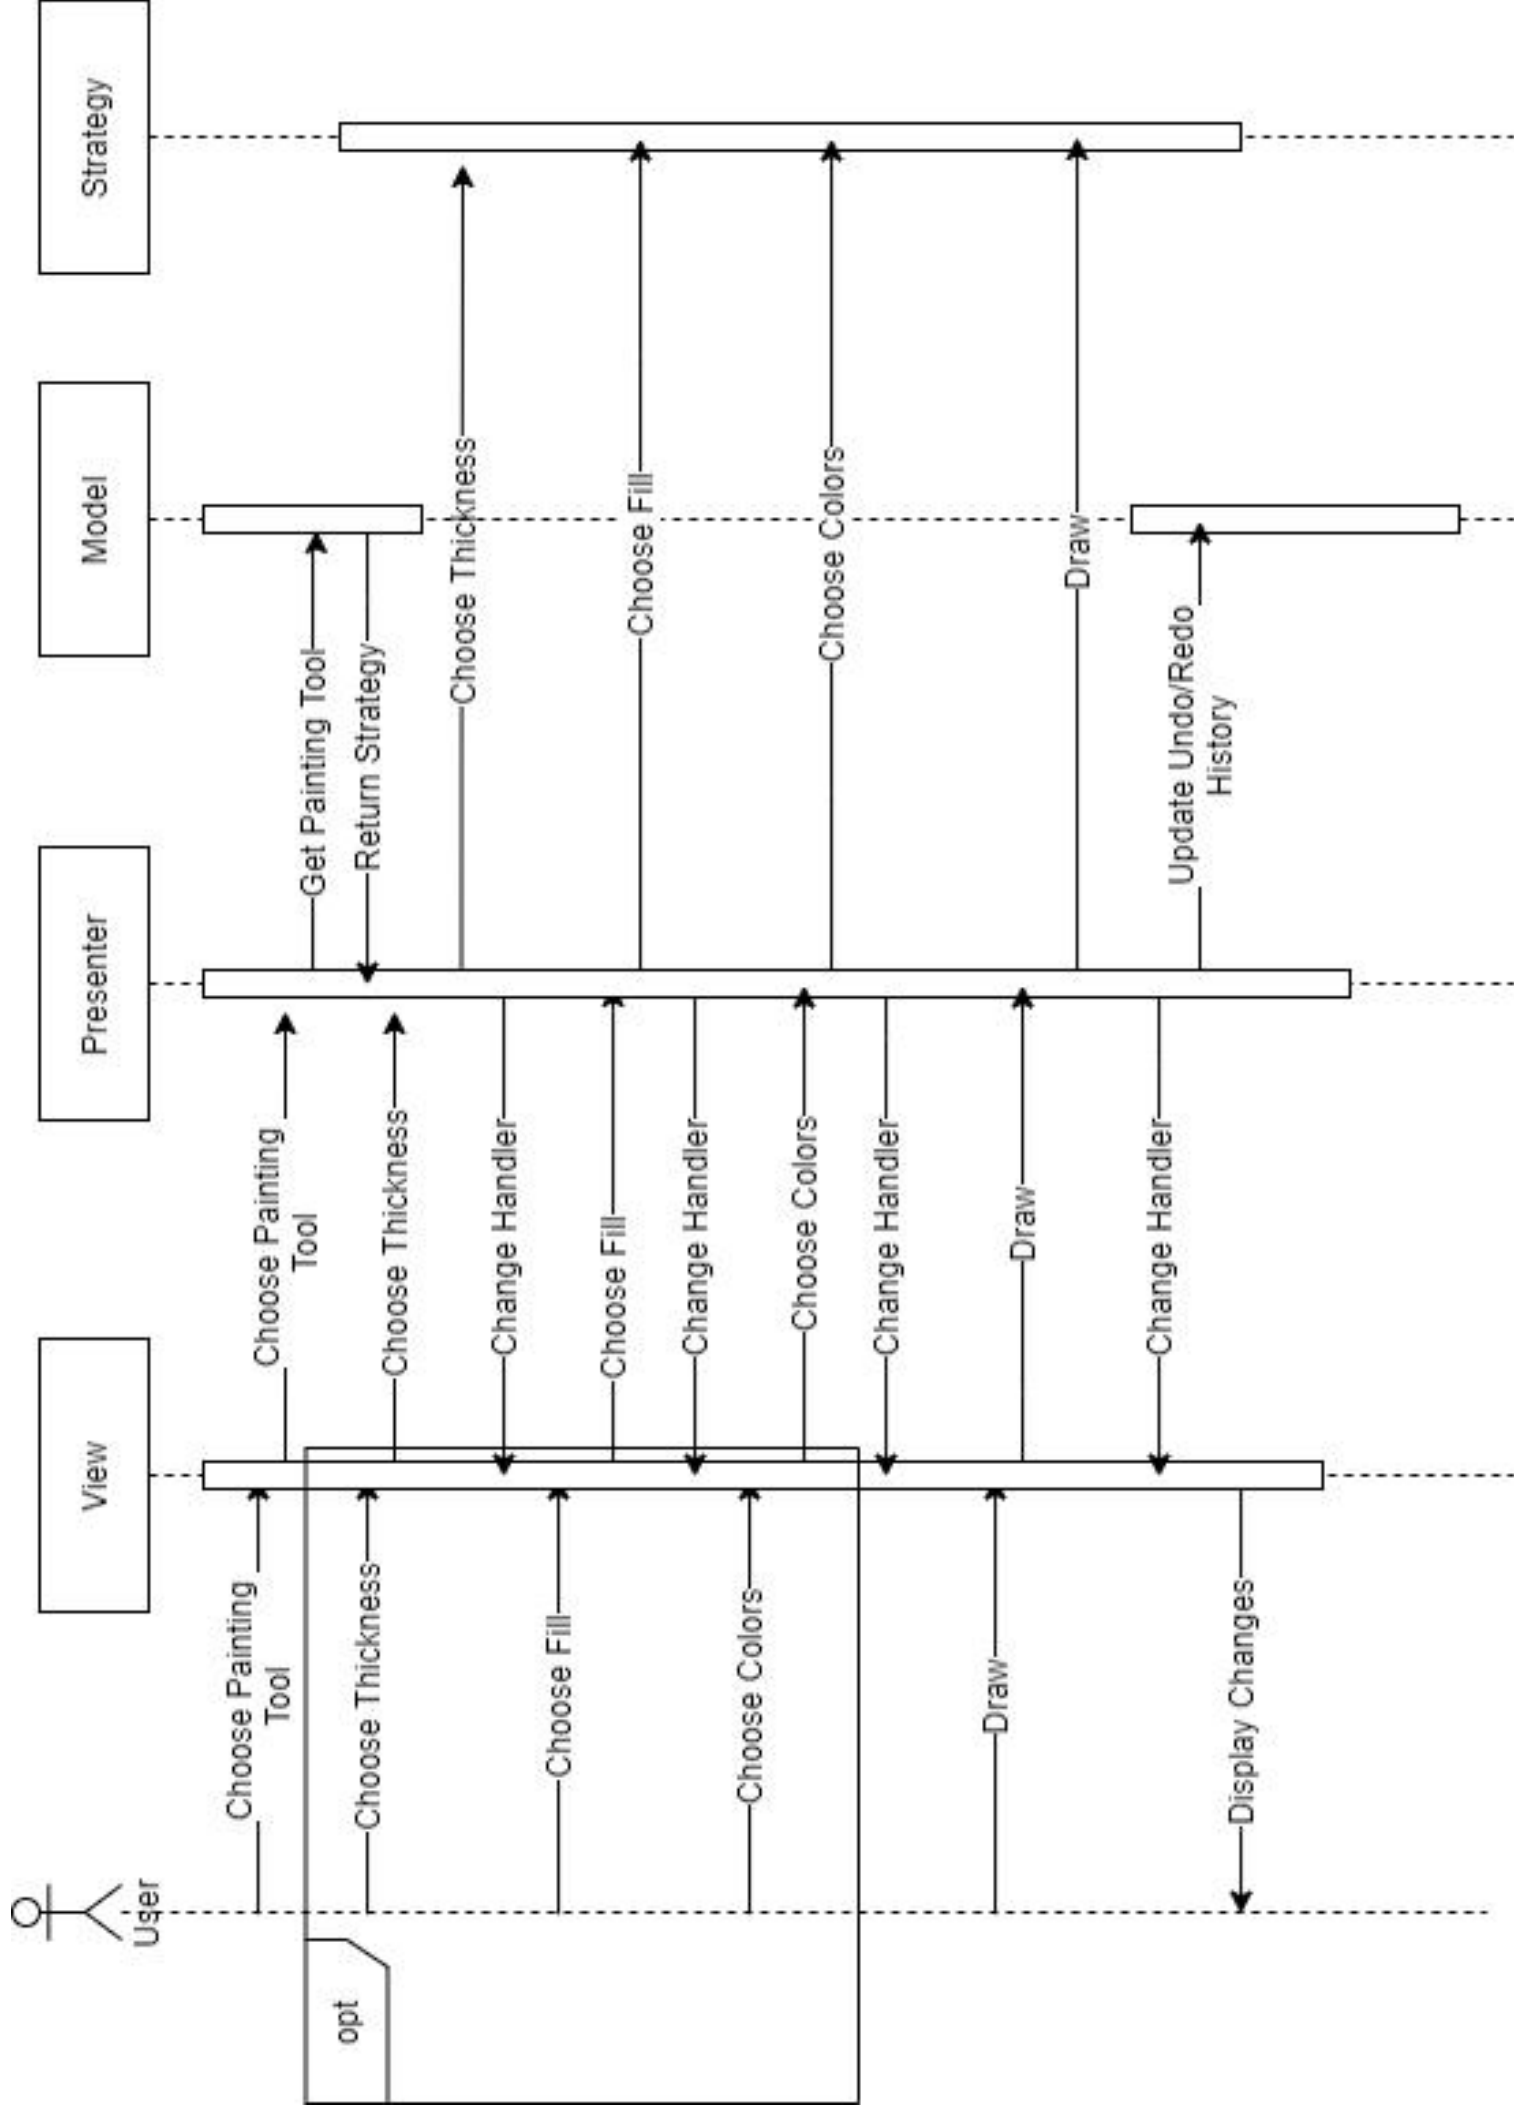 User
View
Presenter
Model
Strategy
opt
Choose Painting
Tool
Choose Painting
Tool
Get Painting Tool
Choose Thickness
Return Strategy
Choose Thickness
Choose Thickness
Change Handler
Choose Fill
Choose Fill
Choose Fill
Change Handler
Choose Colors
Choose Colors
Choose Colors
Change Handler
Draw
Draw
Draw
Change Handler
Update Undo/Redo
History
Display Changes